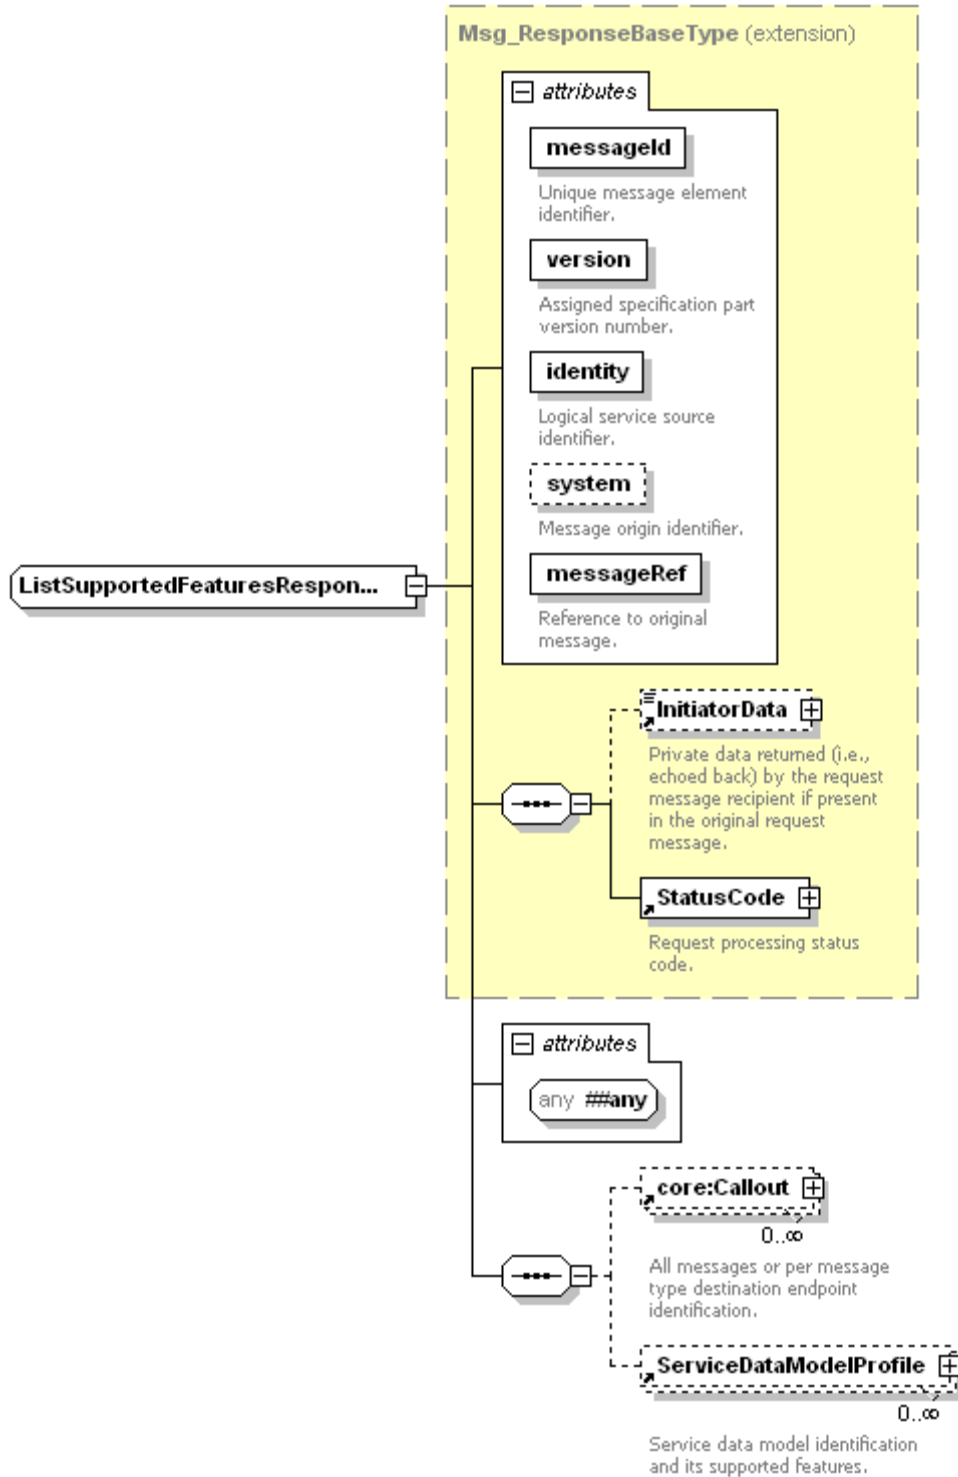 Msg_ResponseBaseType (extension)
attributes
messageId
Unique message element
identifier.
version
Assigned specification part
version number.
identity
Logical service source
identifier.
system
Message origin identifier.
messageRef
Reference to original
message.
ListSupportedFeaturesRespon...
InitiatorData
Private data returned (i.e.,
echoed back) by the request
message recipient if present
in the original request
message.
StatusCode
Request processing status
code.
attributes
any ##any
core:Callout
0..∞
All messages or per message
type destination endpoint
identification.
ServiceDataModelProfile
0..∞
Service data model identification
and its supported features.